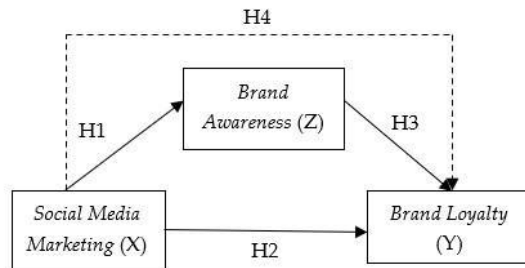 H4
Brand
Awareness (Z)
H1
H3
Social Media
Marketing (X)
H2
Brand Loyalty
(Y)